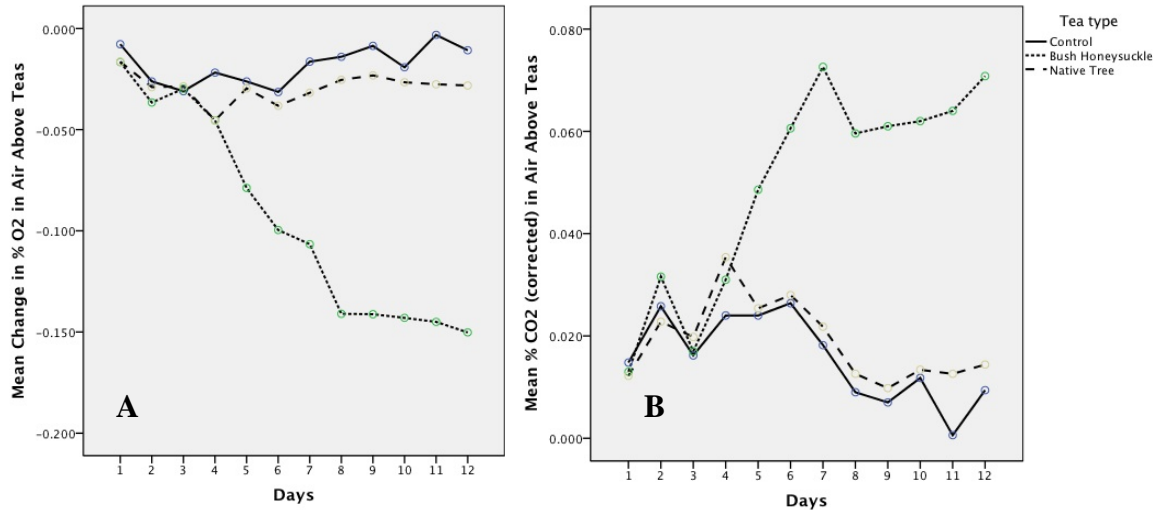 Mean Change in % O2 in Air Above Teas
0.000
-0.050
-0.100
-0.150
-0.200
A
1 2 3 4 5 6 7 8 9 10 11 12
Days
Mean % CO2 (corrected) in Air Above Teas
0.080
0.060
0.040
0.020
0.000
B
1 2 3 4 5 6 7 8 9 10 11 12
Days
Tea type
Control
Bush Honeysuckle
Native Tree